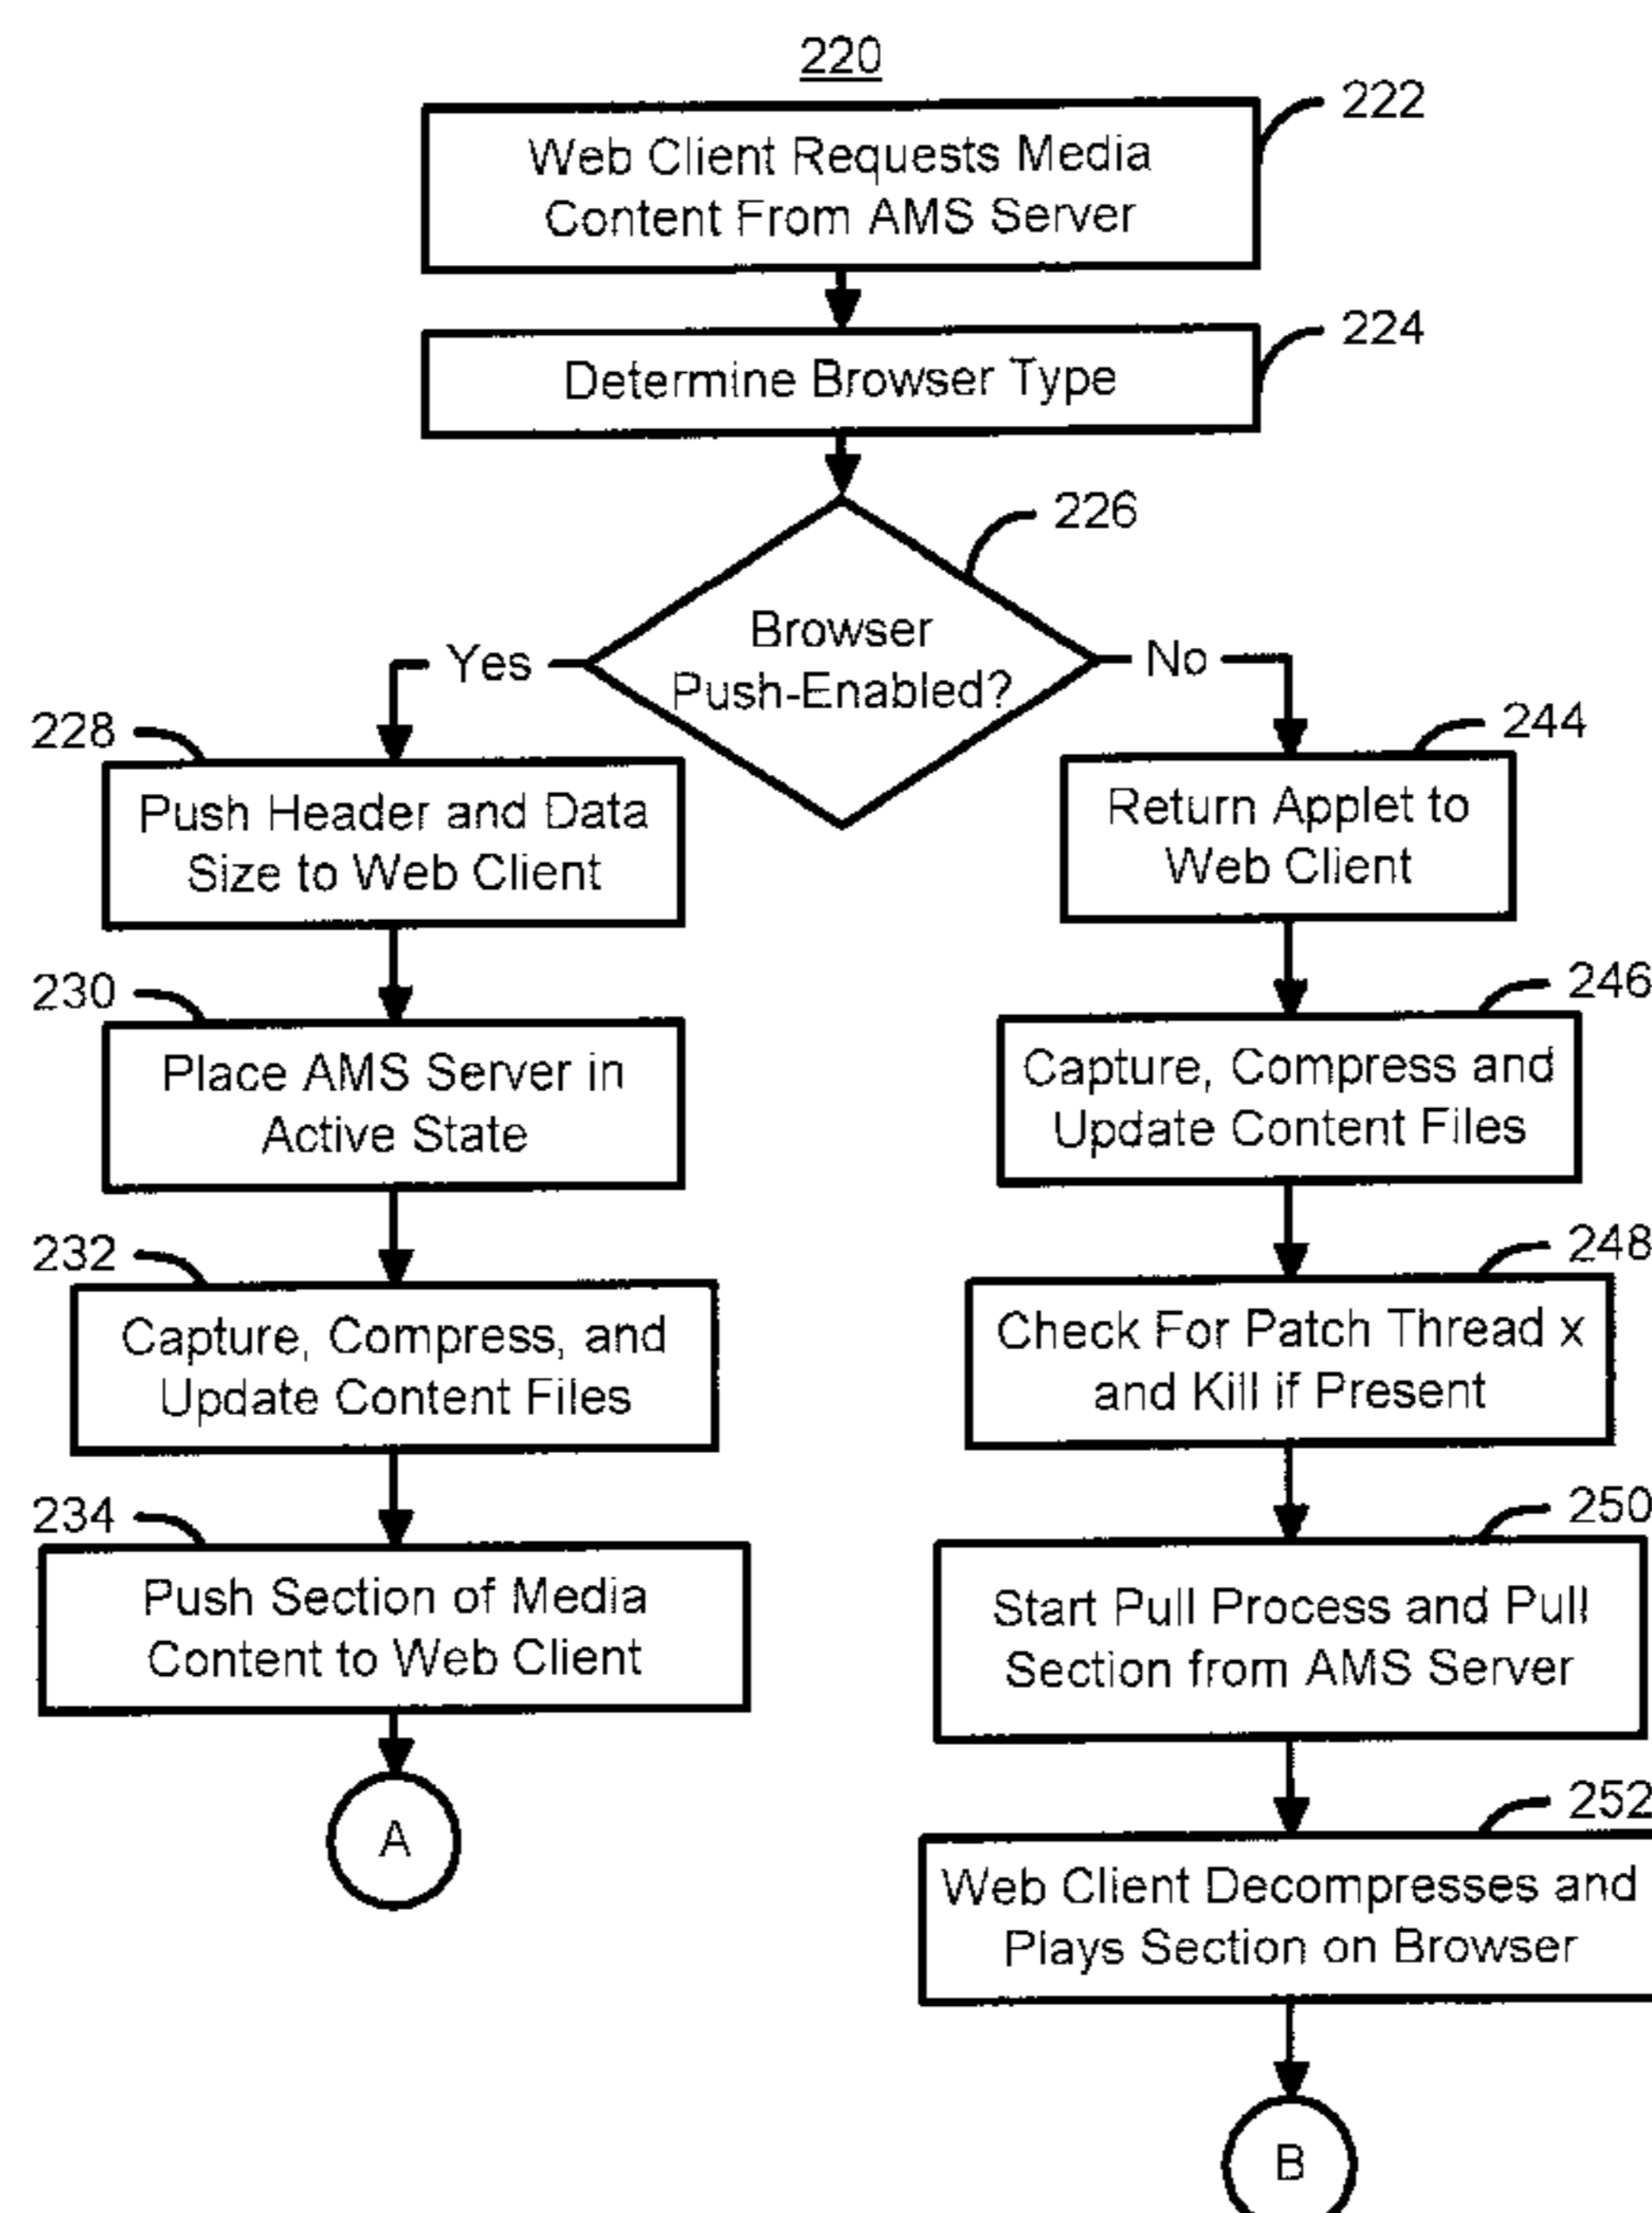 220
222
Web Client Requests Media
Content From AMS Server
224
Determine Browser Type
226
Browser
Push-Enabled?
Yes
No
228
Push Header and Data
Size to Web Client
230
Place AMS Server in
Active State
232
Capture, Compress, and
Update Content Files
234
Push Section of Media
Content to Web Client
A
244
Return Applet to
Web Client
246
Capture, Compress and
Update Content Files
248
Check For Patch Thread x
and Kill if Present
250
Start Pull Process and Pull
Section from AMS Server
252
Web Client Decompresses and
Plays Section on Browser
B